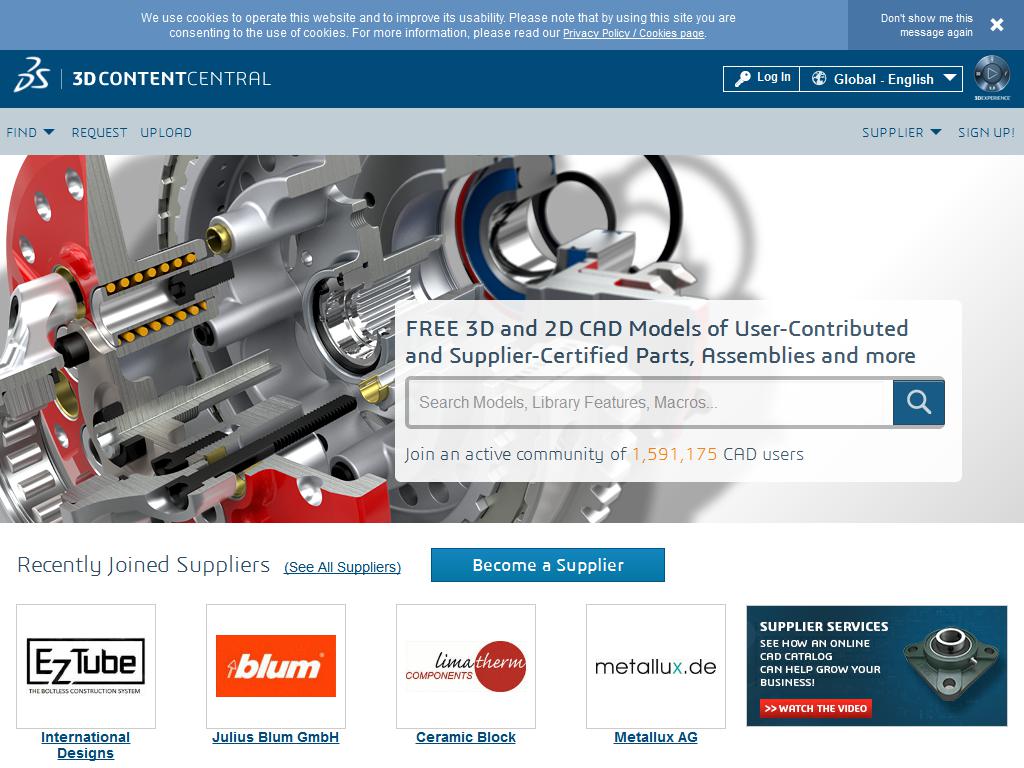 We use cookies to operate this website and to improve its usability. Please note that by using this site you are
consenting to the use of cookies. For more information, please read our Privacy Policy / Cookies page.
Don't show me this
message again
3DCONTENTCENTRAL
Log In
Global - English
3DEXPERIENCE
FIND
REQUEST
UPLOAD
SUPPLIER
SIGN UP!
FREE 3D and 2D CAD Models of User-Contributed
and Supplier-Certified Parts, Assemblies and more
Search Models, Library Features, Macros...
Join an active community of 1,591,175 CAD users
Recently Joined Suppliers
(See All Suppliers)
Become a Supplier
EzTube
THE BOLTLESS CONSTRUCTION SYSTEM
International
Designs
blum
Julius Blum GmbH
limatherm
COMPONENTS
Ceramic Block
metallux.de
Metallux AG
SUPPLIER SERVICES
SEE HOW AN ONLINE
CAD CATALOG
CAN HELP GROW YOUR
BUSINESS!
>> WATCH THE VIDEO